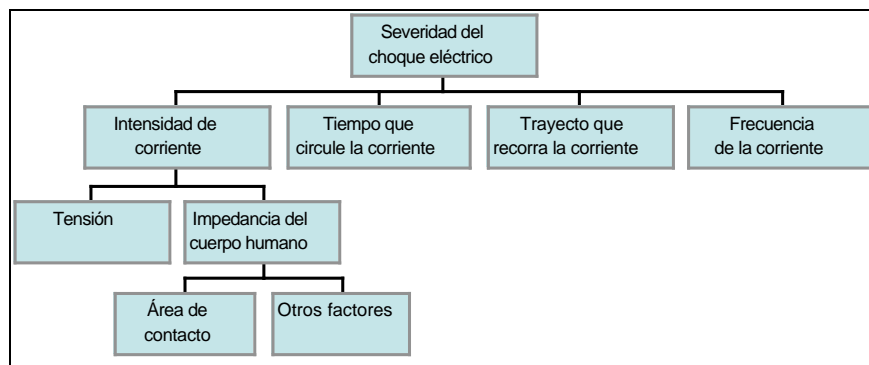 Severidad del
choque eléctrico
Intensidad de
corriente
Tiempo que
circule la corriente
Trayecto que
recorra la corriente
Frecuencia
de la corriente
Tensión
Impedancia del
cuerpo humano
Área de
contacto
Otros factores